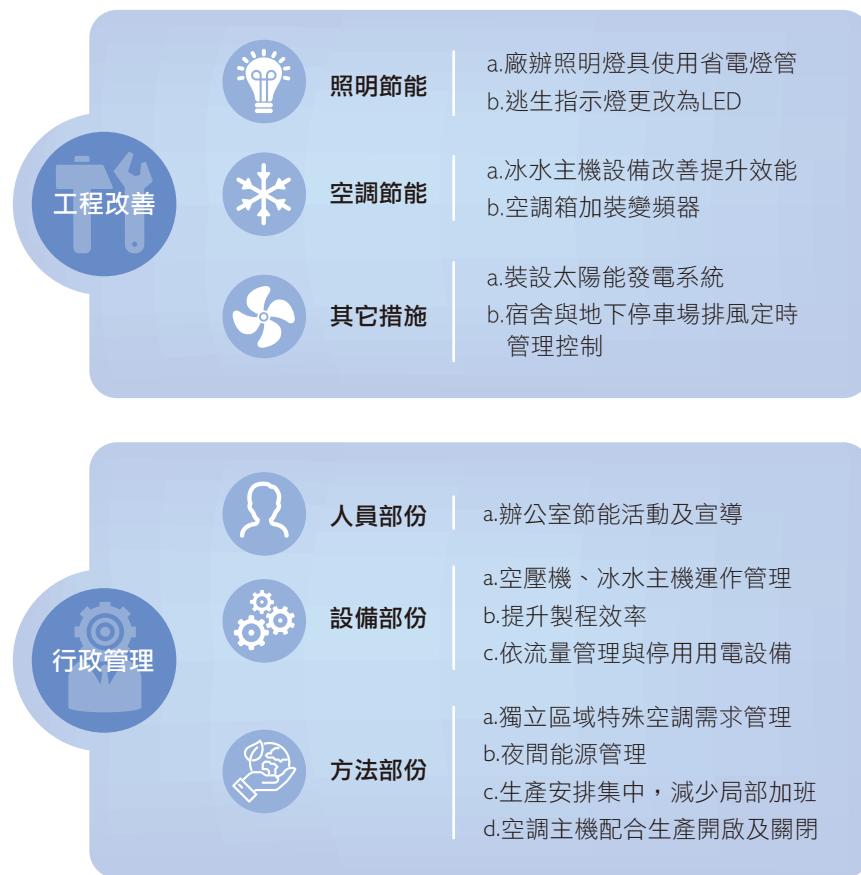 工程改善
照明節能
a.廠辦照明燈具使用省電燈管
b.逃生指示燈更改為LED
空調節能
a.冰水主機設備改善提升效能
b.空調箱加裝變頻器
其它措施
a.裝設太陽能發電系統
b.宿舍與地下停車場排風定時
管理控制
行政管理
人員部份
a.辦公室節能活動及宣導
設備部份
a.空壓機、冰水主機運作管理
b.提升製程效率
c.依流量管理與停用用電設備
方法部份
a.獨立區域特殊空調需求管理
b.夜間能源管理
c.生產安排集中，減少局部加班
d.空調主機配合生產開啟及關閉